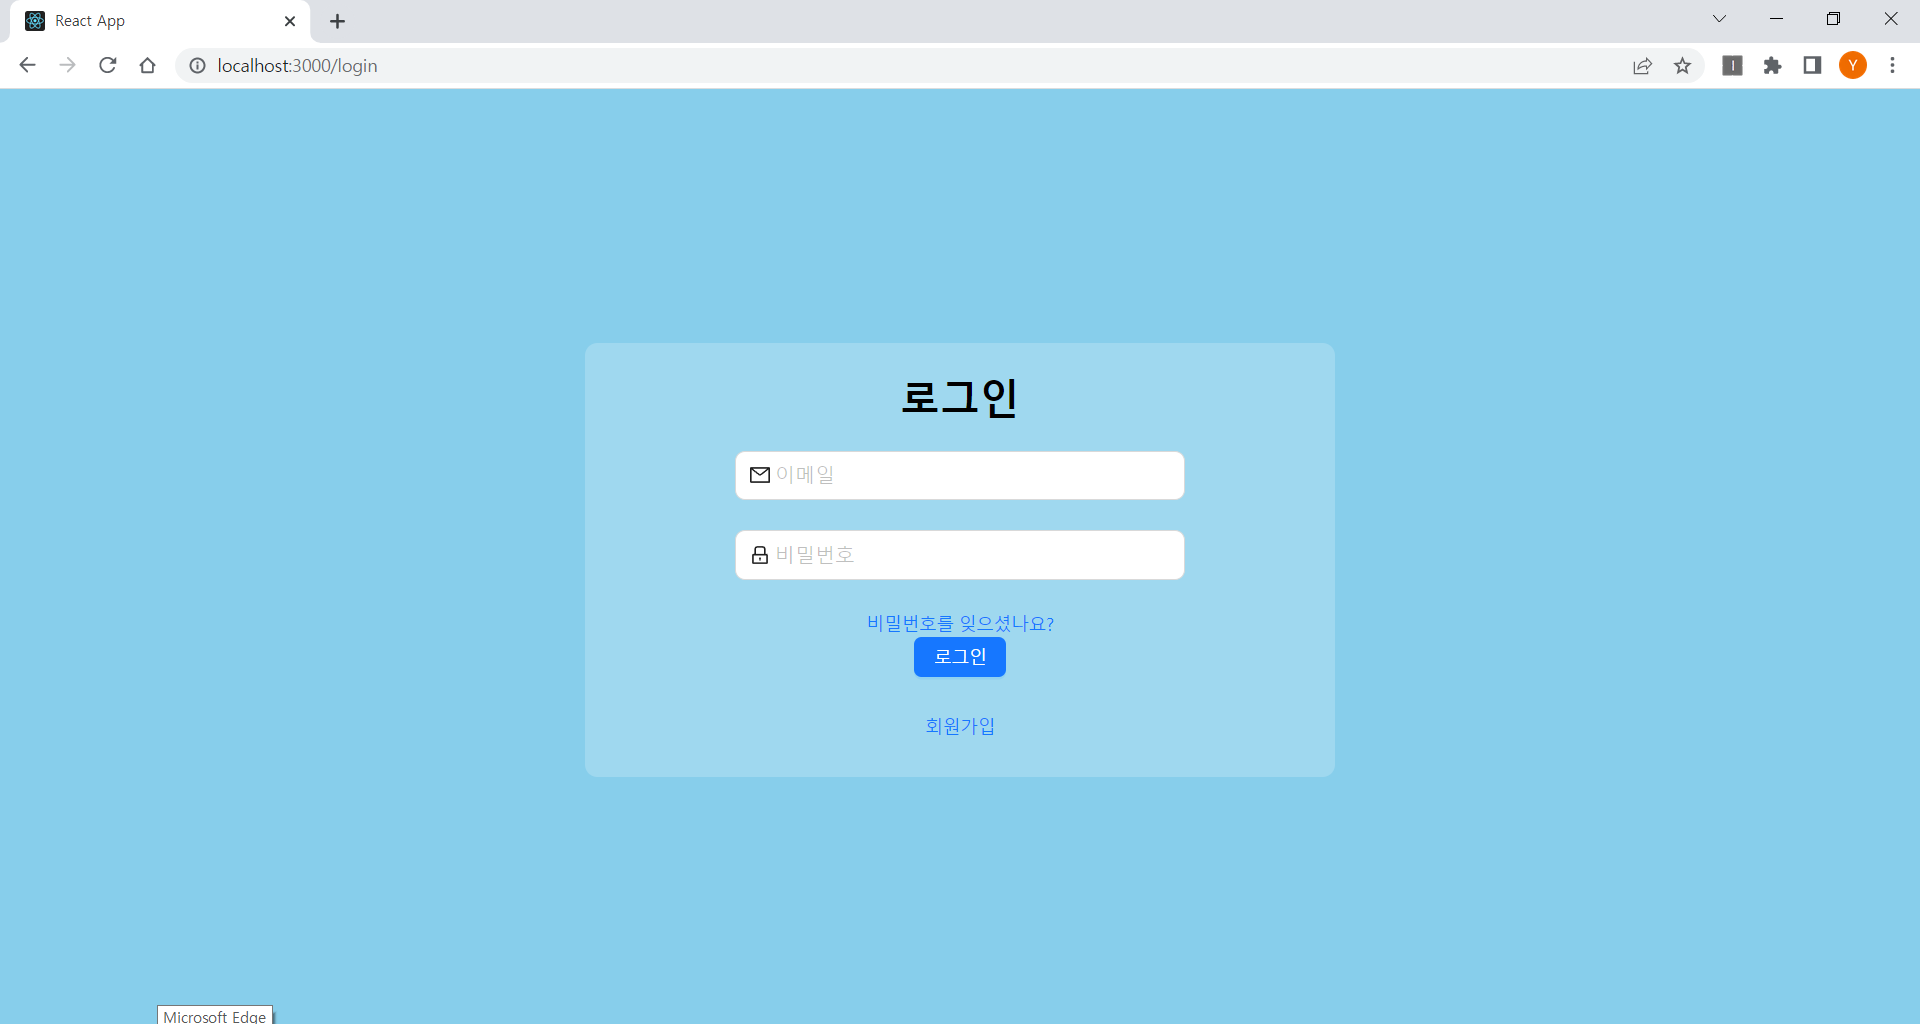 React App
localhost:3000/login
I
Y
로그인
이메일
비밀번호
비밀번호를 잊으셨나요?
로그인
회원가입
Microsoft Edge